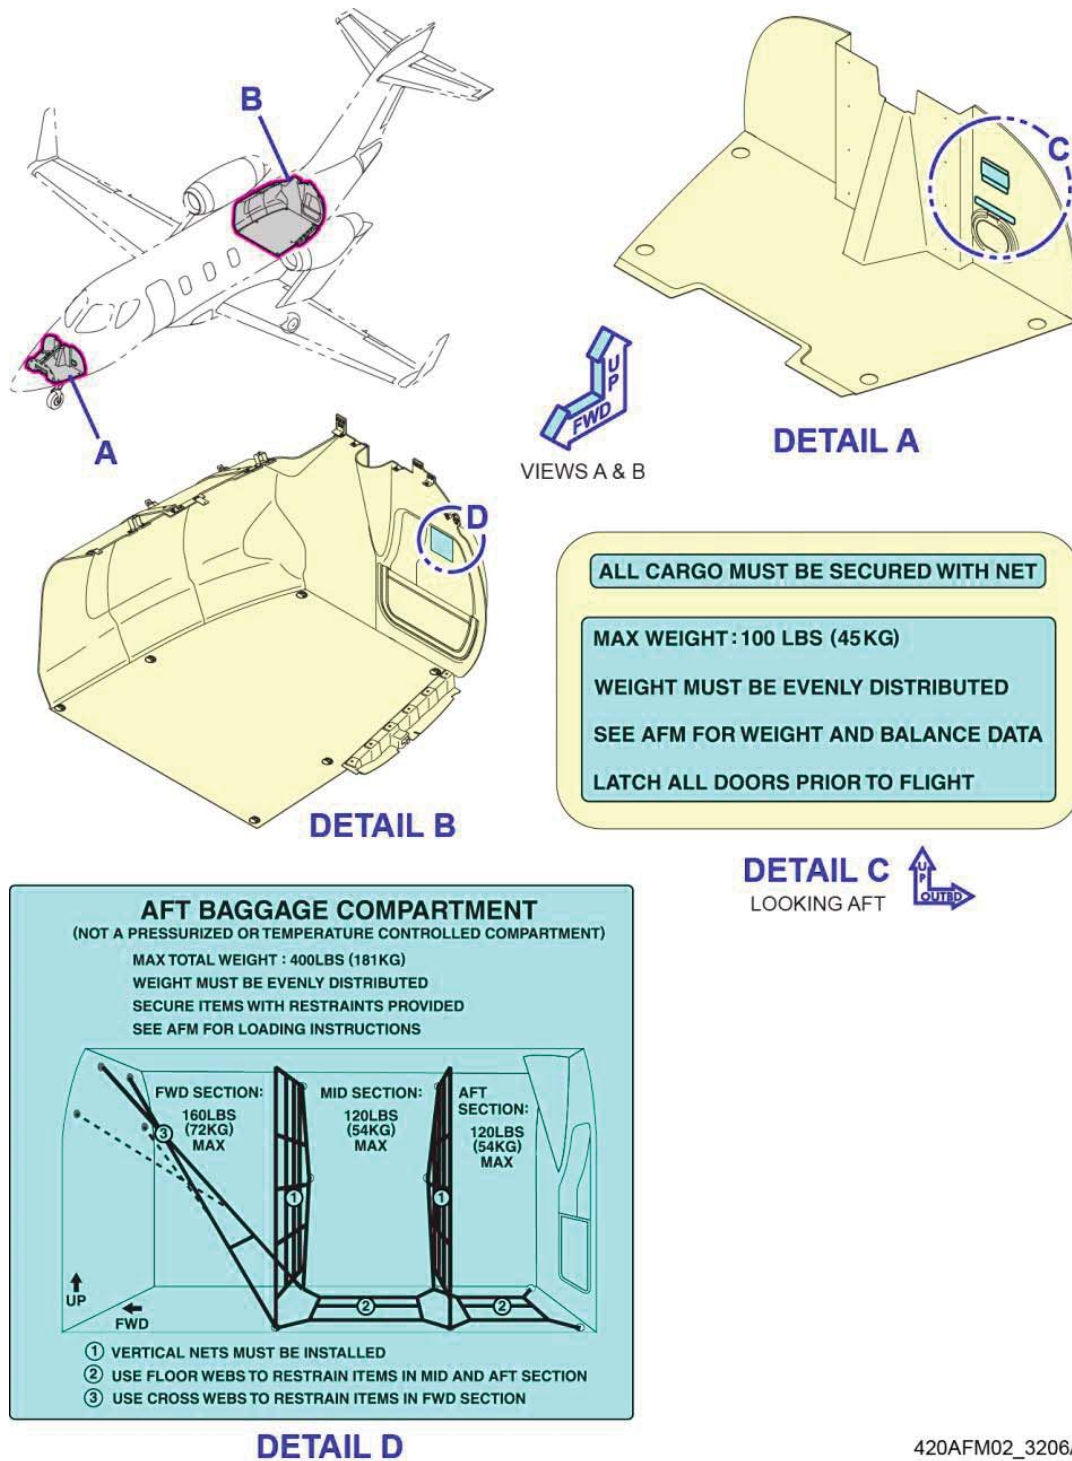 B
A
C
UP
FWD
VIEWS A & B
DETAIL A
D
DETAIL B
ALL CARGO MUST BE SECURED WITH NET
MAX WEIGHT : 100 LBS (45KG)
WEIGHT MUST BE EVENLY DISTRIBUTED
SEE AFM FOR WEIGHT AND BALANCE DATA
LATCH ALL DOORS PRIOR TO FLIGHT
DETAIL C
LOOKING AFT
UP
OUTBD
AFT BAGGAGE COMPARTMENT
(NOT A PRESSURIZED OR TEMPERATURE CONTROLLED COMPARTMENT)
MAX TOTAL WEIGHT : 400LBS (181KG)
WEIGHT MUST BE EVENLY DISTRIBUTED
SECURE ITEMS WITH RESTRAINTS PROVIDED
SEE AFM FOR LOADING INSTRUCTIONS
FWD SECTION:
160LBS
(72KG)
MAX
MID SECTION:
120LBS
(54KG)
MAX
AFT
SECTION:
120LBS
(54KG)
MAX
3
1
1
2
2
UP
FWD
1 VERTICAL NETS MUST BE INSTALLED
2 USE FLOOR WEBS TO RESTRAIN ITEMS IN MID AND AFT SECTION
3 USE CROSS WEBS TO RESTRAIN ITEMS IN FWD SECTION
DETAIL D
420AFM02_3206